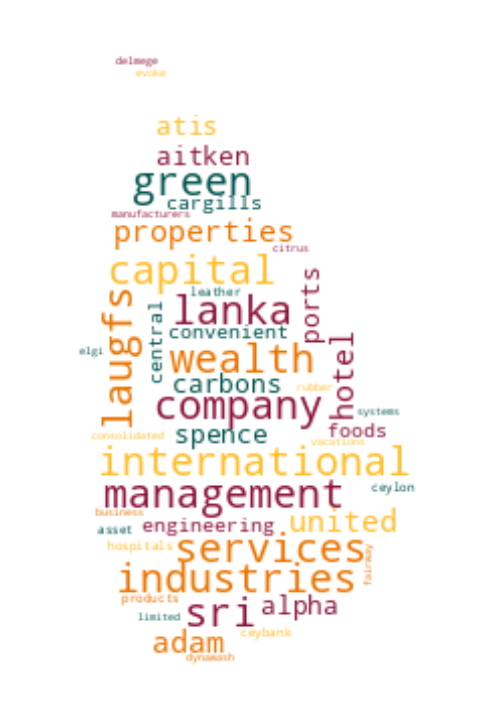 delmege
evoke
atis
aitken
green
cargills
manufacturers
properties
citrus
capital
ports
leather
laugfs
lanka
central
convenient
hotel
elgi
wealth
carbons
rubber
company
systems
foods
consolidated
spence
vacations
international
management
ceylon
business
united
asset
engineering
hospitals
services
fairway
industries
products
alpha
sri
limited
ceybank
adam
dynawash